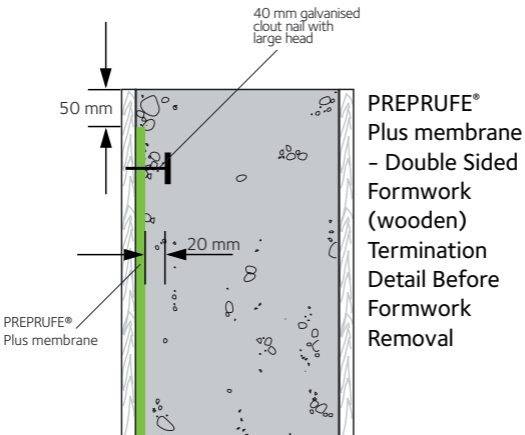 40 mm galvanised
clout nail with
large head
50 mm
20 mm
PREPRUFE®
Plus membrane
PREPRUFE®
Plus membrane
– Double Sided
Formwork
(wooden)
Termination
Detail Before
Formwork
Removal